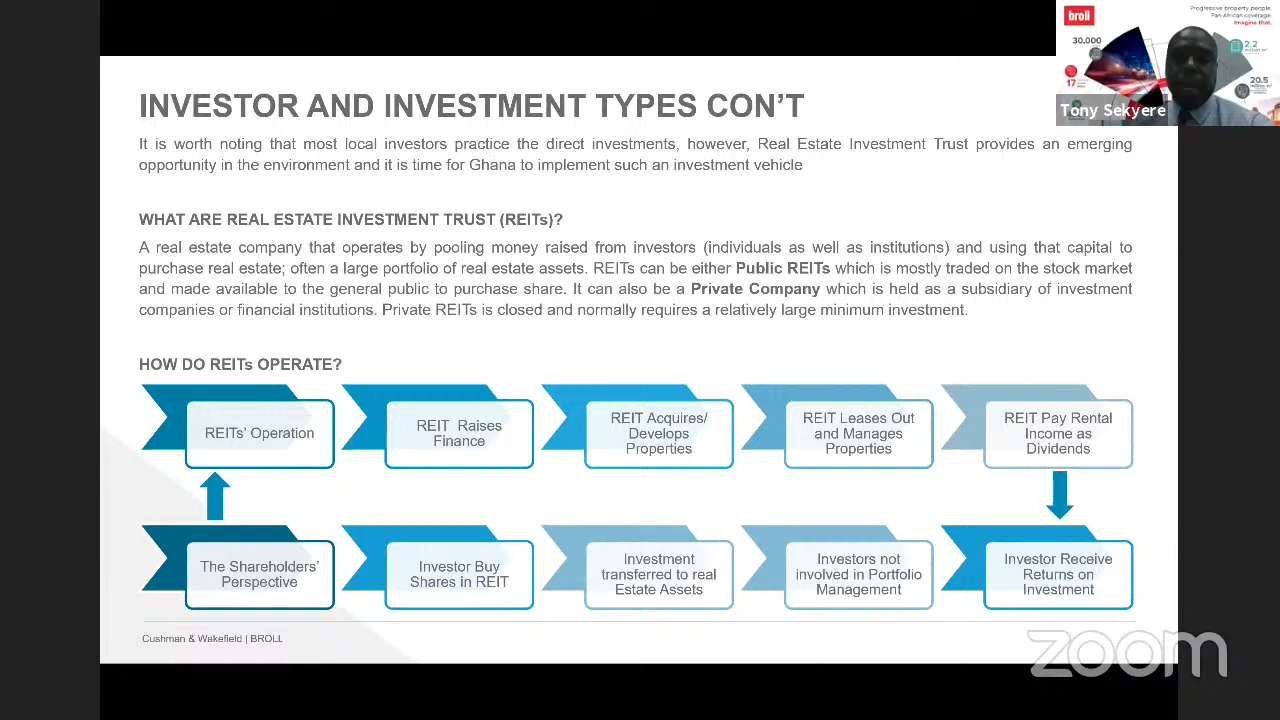 broll
Progressive property people.
Pan-African coverage.
Imagine that.
30,000
2.2
17
20.5
Tony Sekyere
INVESTOR AND INVESTMENT TYPES CON'T
It is worth noting that most local investors practice the direct investments, however, Real Estate Investment Trust provides an emerging
opportunity in the environment and it is time for Ghana to implement such an investment vehicle
WHAT ARE REAL ESTATE INVESTMENT TRUST (REITs)?
A real estate company that operates by pooling money raised from investors (individuals as well as institutions) and using that capital to
purchase real estate; often a large portfolio of real estate assets. REITs can be either Public REITs which is mostly traded on the stock market
and made available to the general public to purchase share. It can also be a Private Company which is held as a subsidiary of investment
companies or financial institutions. Private REITs is closed and normally requires a relatively large minimum investment.
HOW DO REITs OPERATE?
REITs' Operation
REIT Raises
Finance
REIT Acquires/
Develops
Properties
REIT Leases Out
and Manages
Properties
REIT Pay Rental
Income as
Dividends
The Shareholders'
Perspective
Investor Buy
Shares in REIT
Investment
transferred to real
Estate Assets
Investors not
involved in Portfolio
Management
Investor Receive
Returns on
Investment
Cushman & Wakefield | BROLL
zoom